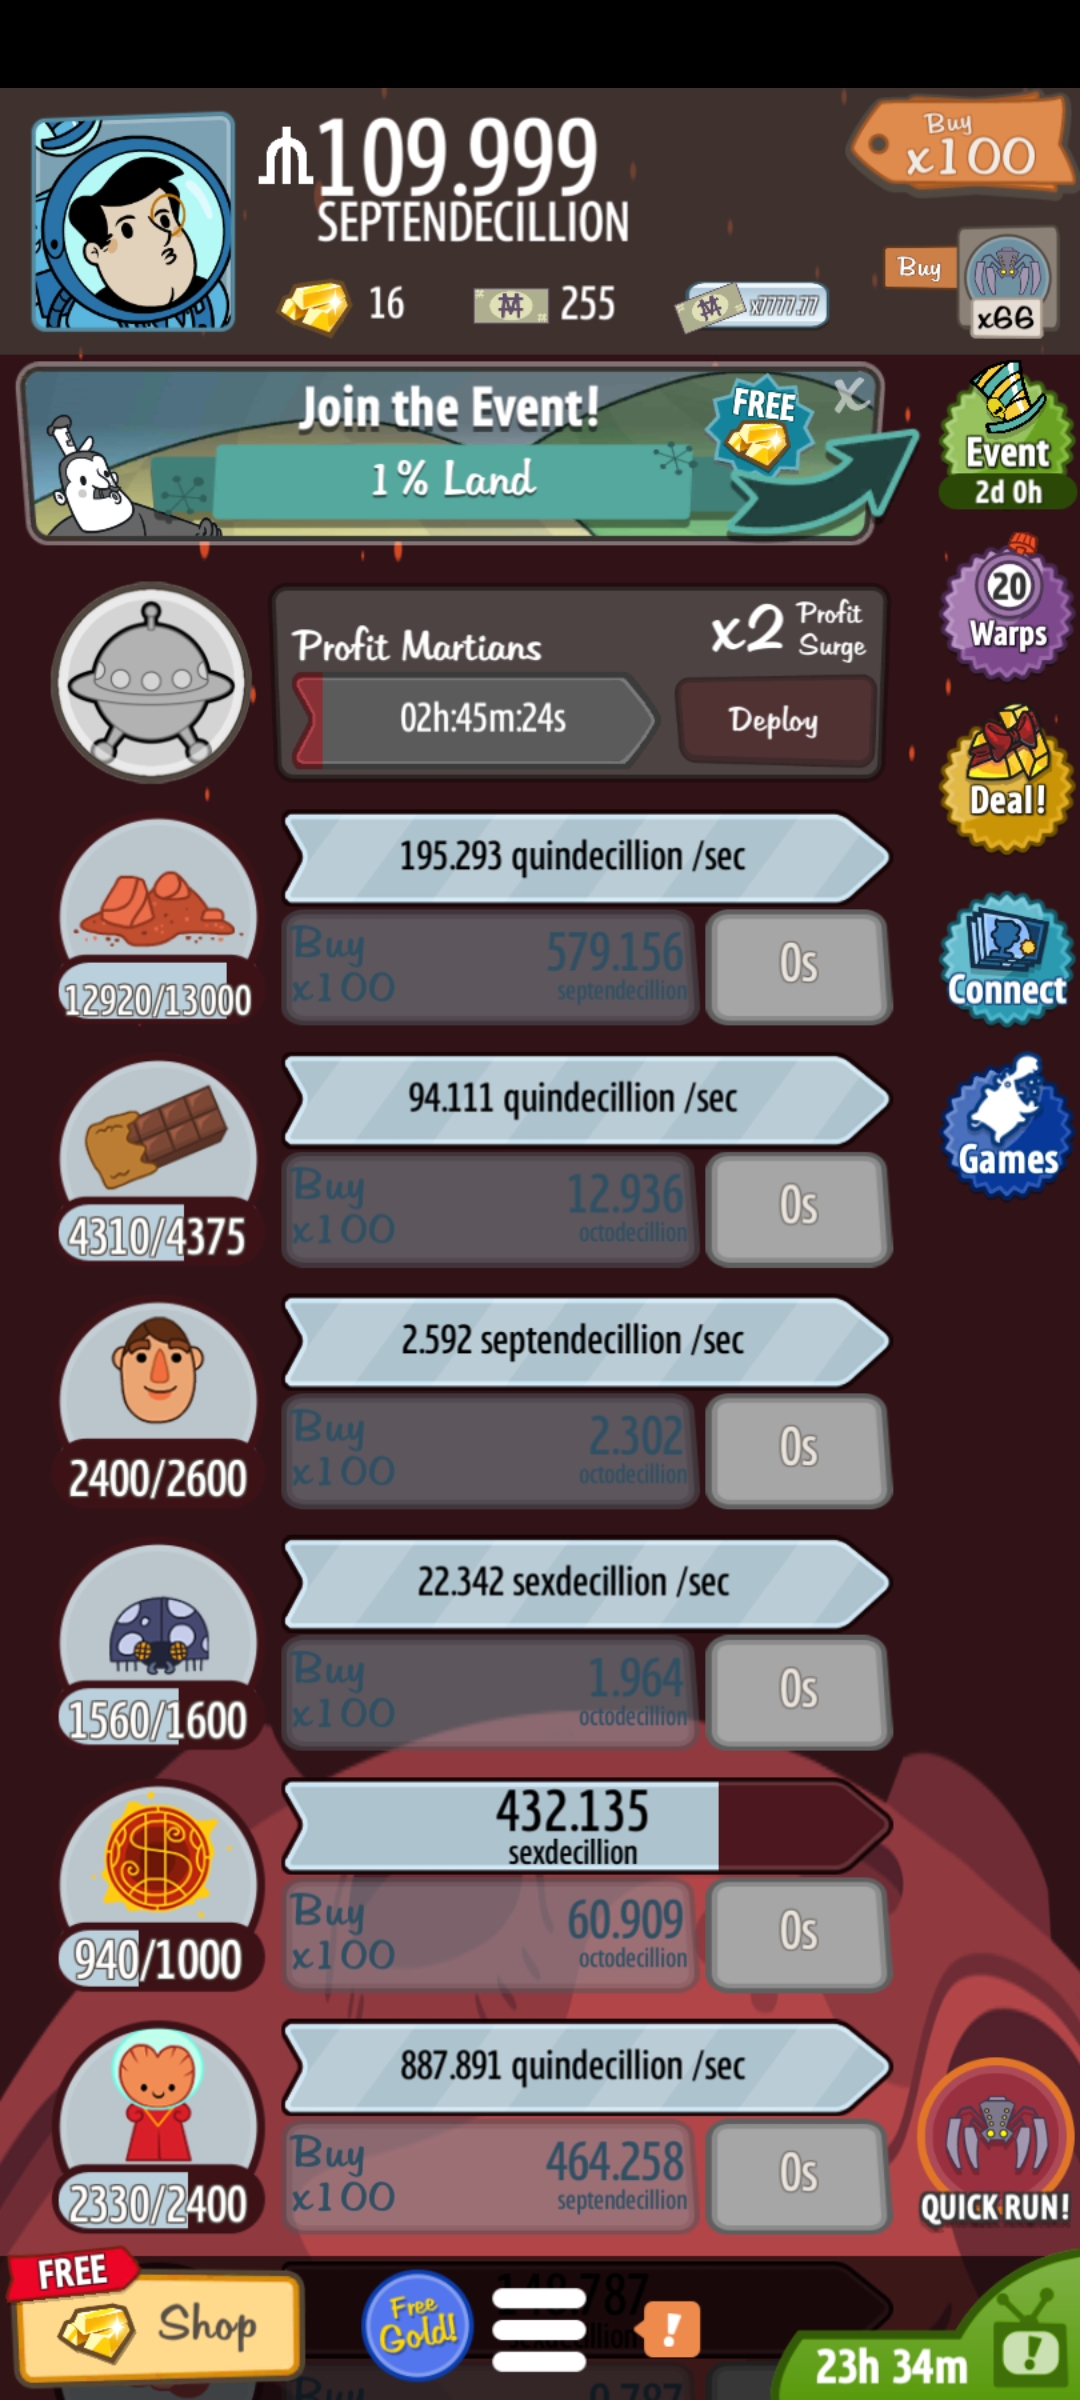 109.999
SEPTENDECILLION
Buy
x100
16
255
x7777.77
Buy
x66
Join the Event!
1% Land
FREE
X
Event
2d 0h
Profit Martians
x2 Profit Surge
02h:45m:24s
Deploy
20
Warps
Deal!
195.293 quindecillion /sec
12920/13000
Buy x100
579.156
septendecillion
0s
Connect
94.111 quindecillion /sec
4310/4375
Buy x100
12.936
octodecillion
0s
Games
2.592 septendecillion /sec
2400/2600
Buy x100
2.302
octodecillion
0s
22.342 sexdecillion /sec
1560/1600
Buy x100
1.964
octodecillion
0s
432.135
sexdecillion
940/1000
Buy x100
60.909
octodecillion
0s
887.891 quindecillion /sec
2330/2400
Buy x100
464.258
septendecillion
0s
QUICK RUN!
FREE
Shop
Free Gold!
!
23h 34m
!